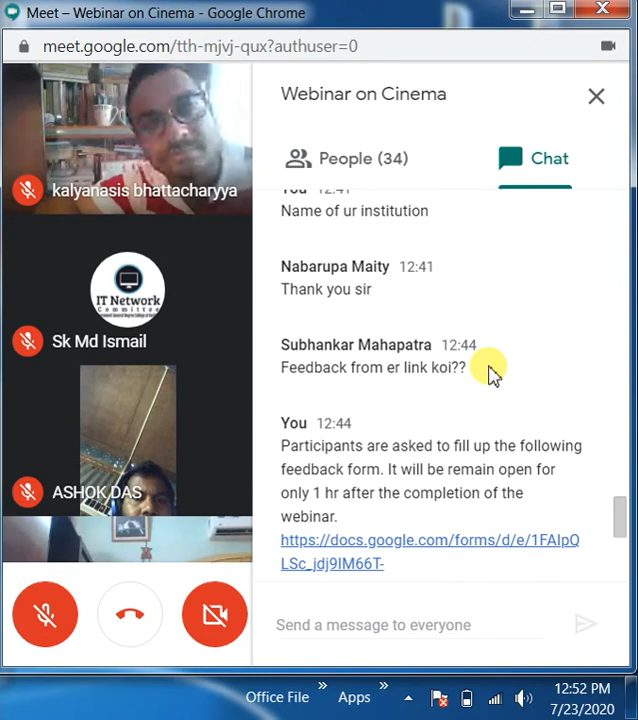 Meet – Webinar on Cinema - Google Chrome
meet.google.com/tth-mjvj-qux?authuser=0
Webinar on Cinema
People (34)
Chat
kalyanasis bhattacharyya
IT Network
Committee
Sk Md Ismail
ASHOK DAS
You 12:41
Name of ur institution
Nabarupa Maity 12:41
Thank you sir
Subhankar Mahapatra 12:44
Feedback from er link koi??
You 12:44
Participants are asked to fill up the following
feedback form. It will be remain open for
only 1 hr after the completion of the
webinar.
https://docs.google.com/forms/d/e/1FAIpQ
LSc_jdj9IM66T-
Send a message to everyone
Office File
»
Apps
»
12:52 PM
7/23/2020